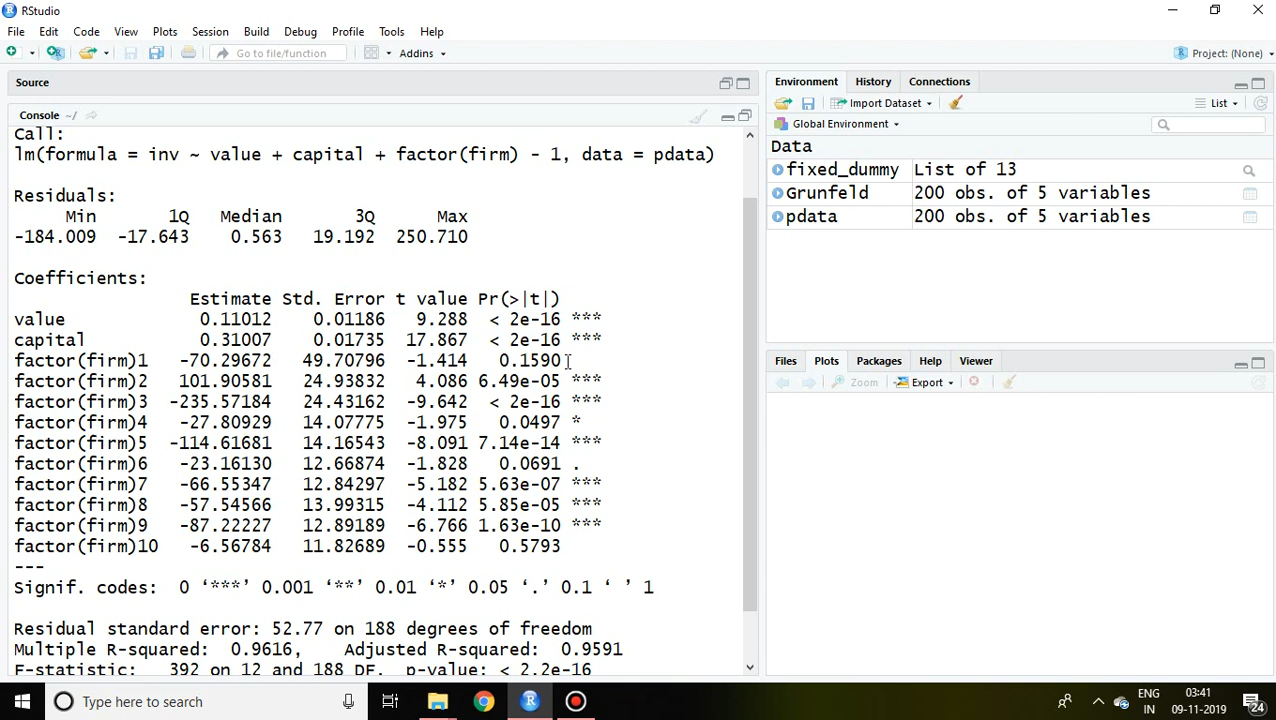 RStudio
File Edit Code View Plots Session Build Debug Profile Tools Help
Go to file/function Addins Project: (None)
Source
Console ~/
Call:
lm(formula = inv ~ value + capital + factor(firm) - 1, data = pdata)
Residuals:
Min 1Q Median 3Q Max
-184.009 -17.643 0.563 19.192 250.710
Coefficients:
Estimate Std. Error t value Pr(>|t|)
value 0.11012 0.01186 9.288 < 2e-16 ***
capital 0.31007 0.01735 17.867 < 2e-16 ***
factor(firm)1 -70.29672 49.70796 -1.414 0.1590
factor(firm)2 101.90581 24.93832 4.086 6.49e-05 ***
factor(firm)3 -235.57184 24.43162 -9.642 < 2e-16 ***
factor(firm)4 -27.80929 14.07775 -1.975 0.0497 *
factor(firm)5 -114.61681 14.16543 -8.091 7.14e-14 ***
factor(firm)6 -23.16130 12.66874 -1.828 0.0691 .
factor(firm)7 -66.55347 12.84297 -5.182 5.63e-07 ***
factor(firm)8 -57.54566 13.99315 -4.112 5.85e-05 ***
factor(firm)9 -87.22227 12.89189 -6.766 1.63e-10 ***
factor(firm)10 -6.56784 11.82689 -0.555 0.5793
---
Signif. codes: 0 ‘***’ 0.001 ‘**’ 0.01 ‘*’ 0.05 ‘.’ 0.1 ‘ ’ 1
Residual standard error: 52.77 on 188 degrees of freedom
Multiple R-squared: 0.9616, Adjusted R-squared: 0.9591
F-statistic: 392 on 12 and 188 DF, p-value: < 2.2e-16
Environment History Connections
Import Dataset List
Global Environment
Data
fixed_dummy List of 13
Grunfeld 200 obs. of 5 variables
pdata 200 obs. of 5 variables
Files Plots Packages Help Viewer
Zoom Export
Type here to search
ENG 03:41
IN 09-11-2019 24